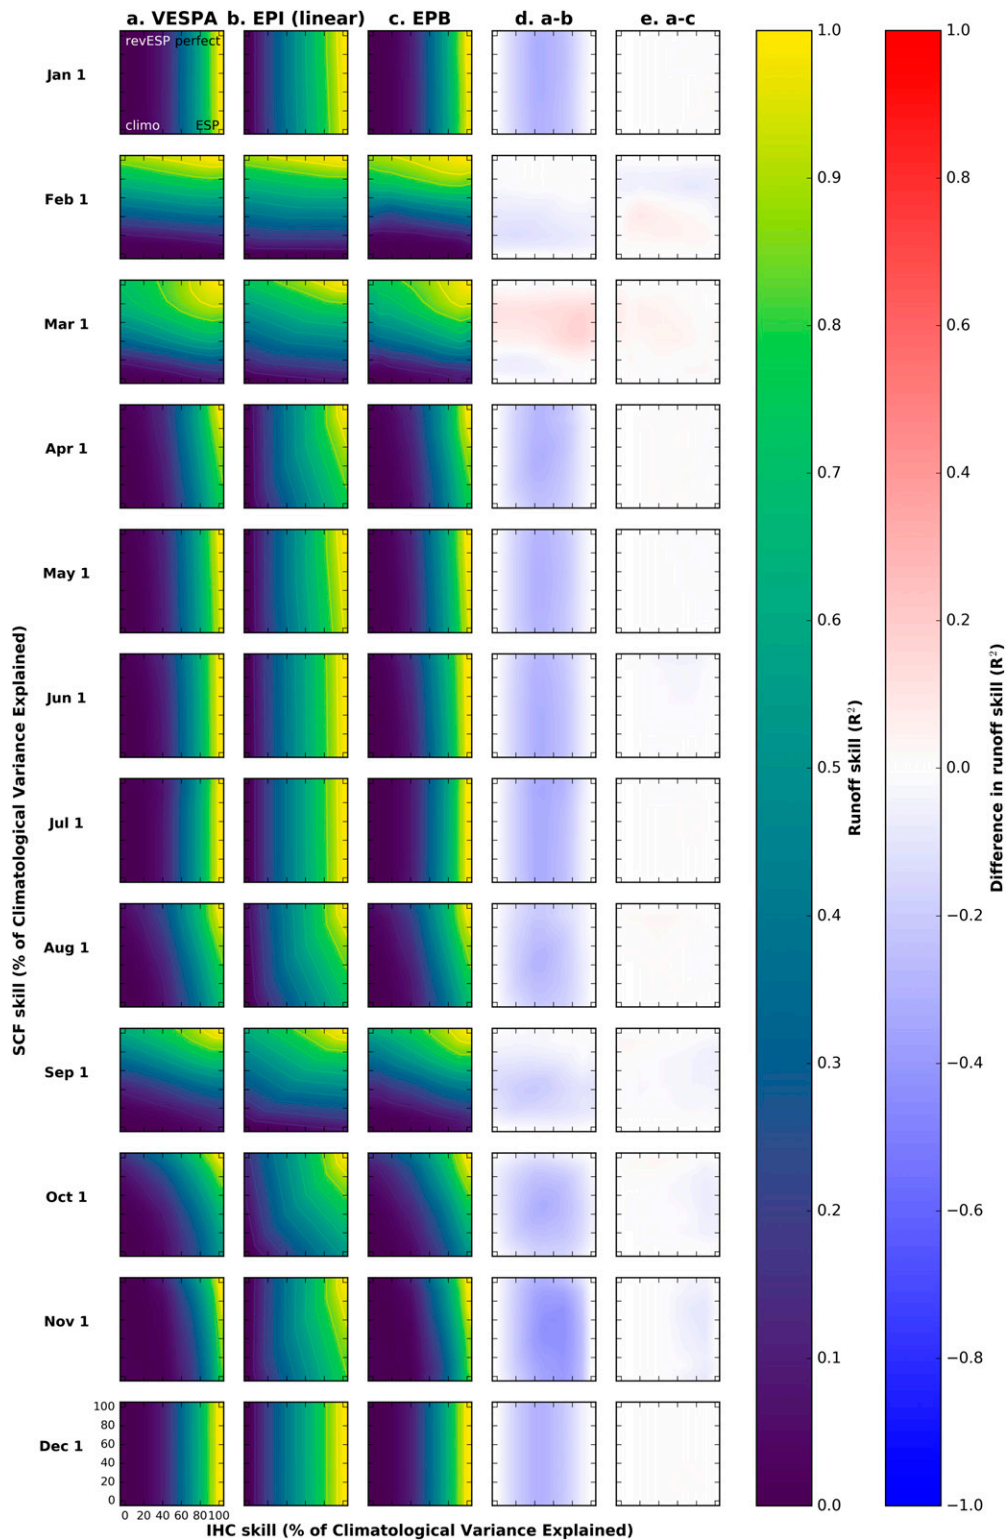 a. VESPA b. EPI (linear) c. EPB d. a-b e. a-c
revESP perfect
climo ESP
Jan 1
Feb 1
Mar 1
Apr 1
May 1
Jun 1
Jul 1
Aug 1
Sep 1
Oct 1
Nov 1
Dec 1
100
80
60
40
20
0
0 20 40 60 80 100
SCF skill (% of Climatological Variance Explained)
IHC skill (% of Climatological Variance Explained)
1.0
0.9
0.8
0.7
0.6
0.5
0.4
0.3
0.2
0.1
0.0
Runoff skill (R²)
1.0
0.8
0.6
0.4
0.2
0.0
−0.2
−0.4
−0.6
−0.8
−1.0
Difference in runoff skill (R²)